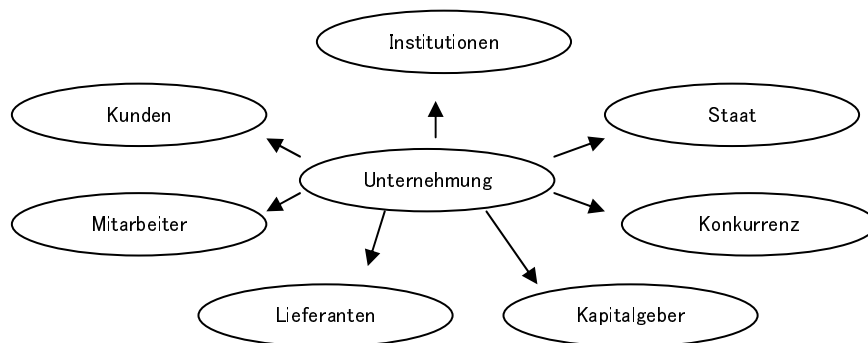 Institutionen
Kunden
Staat
Unternehmung
Mitarbeiter
Konkurrenz
Lieferanten
Kapitalgeber